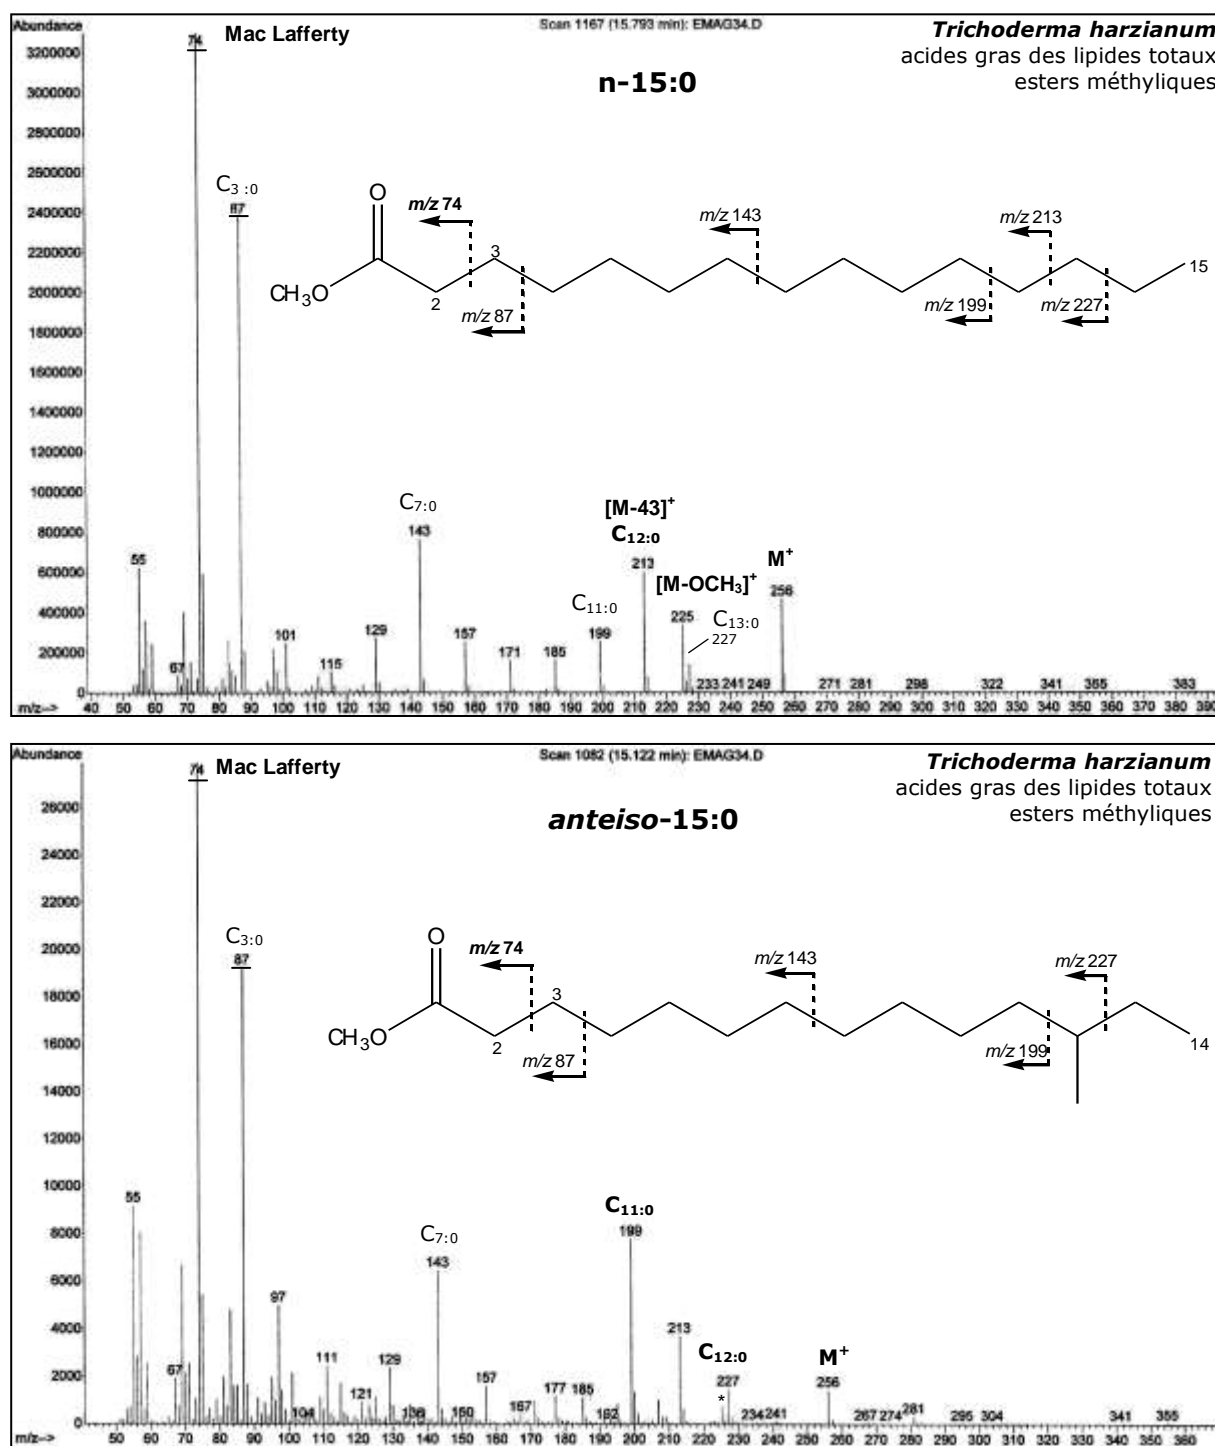 Abundance
Scan 1167 (15.793 min): EMAG34.D
Trichoderma harzianum
acides gras des lipides totaux
esters méthyliques
74
Mac Lafferty
n-15:0
3200000
3000000
2800000
2600000
2400000
2200000
2000000
1800000
1600000
1400000
1200000
1000000
800000
600000
400000
200000
0
C3 :0
87
O
CH3O
2
3
15
m/z 74
m/z 87
m/z 143
m/z 199
m/z 213
m/z 227
C7:0
143
[M-43]+
C12:0
213
[M-OCH3]+
225
C13:0
227
M+
256
C11:0
199
55
67
101
115
129
157
171
185
233 241 249 271 281 298 322 341 355 383
m/z-->
40 50 60 70 80 90 100 110 120 130 140 150 160 170 180 190 200 210 220 230 240 250 260 270 280 290 300 310 320 330 340 350 360 370 380 390
Abundance
Scan 1082 (15.122 min): EMAG34.D
Trichoderma harzianum
acides gras des lipides totaux
esters méthyliques
74
Mac Lafferty
anteiso-15:0
26000
24000
22000
20000
18000
16000
14000
12000
10000
8000
6000
4000
2000
0
C3:0
87
O
CH3O
2
3
14
m/z 74
m/z 87
m/z 143
m/z 199
m/z 227
55
67
97
104
111
121
129
136
C7:0
143
150
157
167
177
185
192
C11:0
199
213
C12:0
227
*
234 241
M+
256
267 274 281 295 304 341 355
m/z-->
50 60 70 80 90 100 110 120 130 140 150 160 170 180 190 200 210 220 230 240 250 260 270 280 290 300 310 320 330 340 350 360